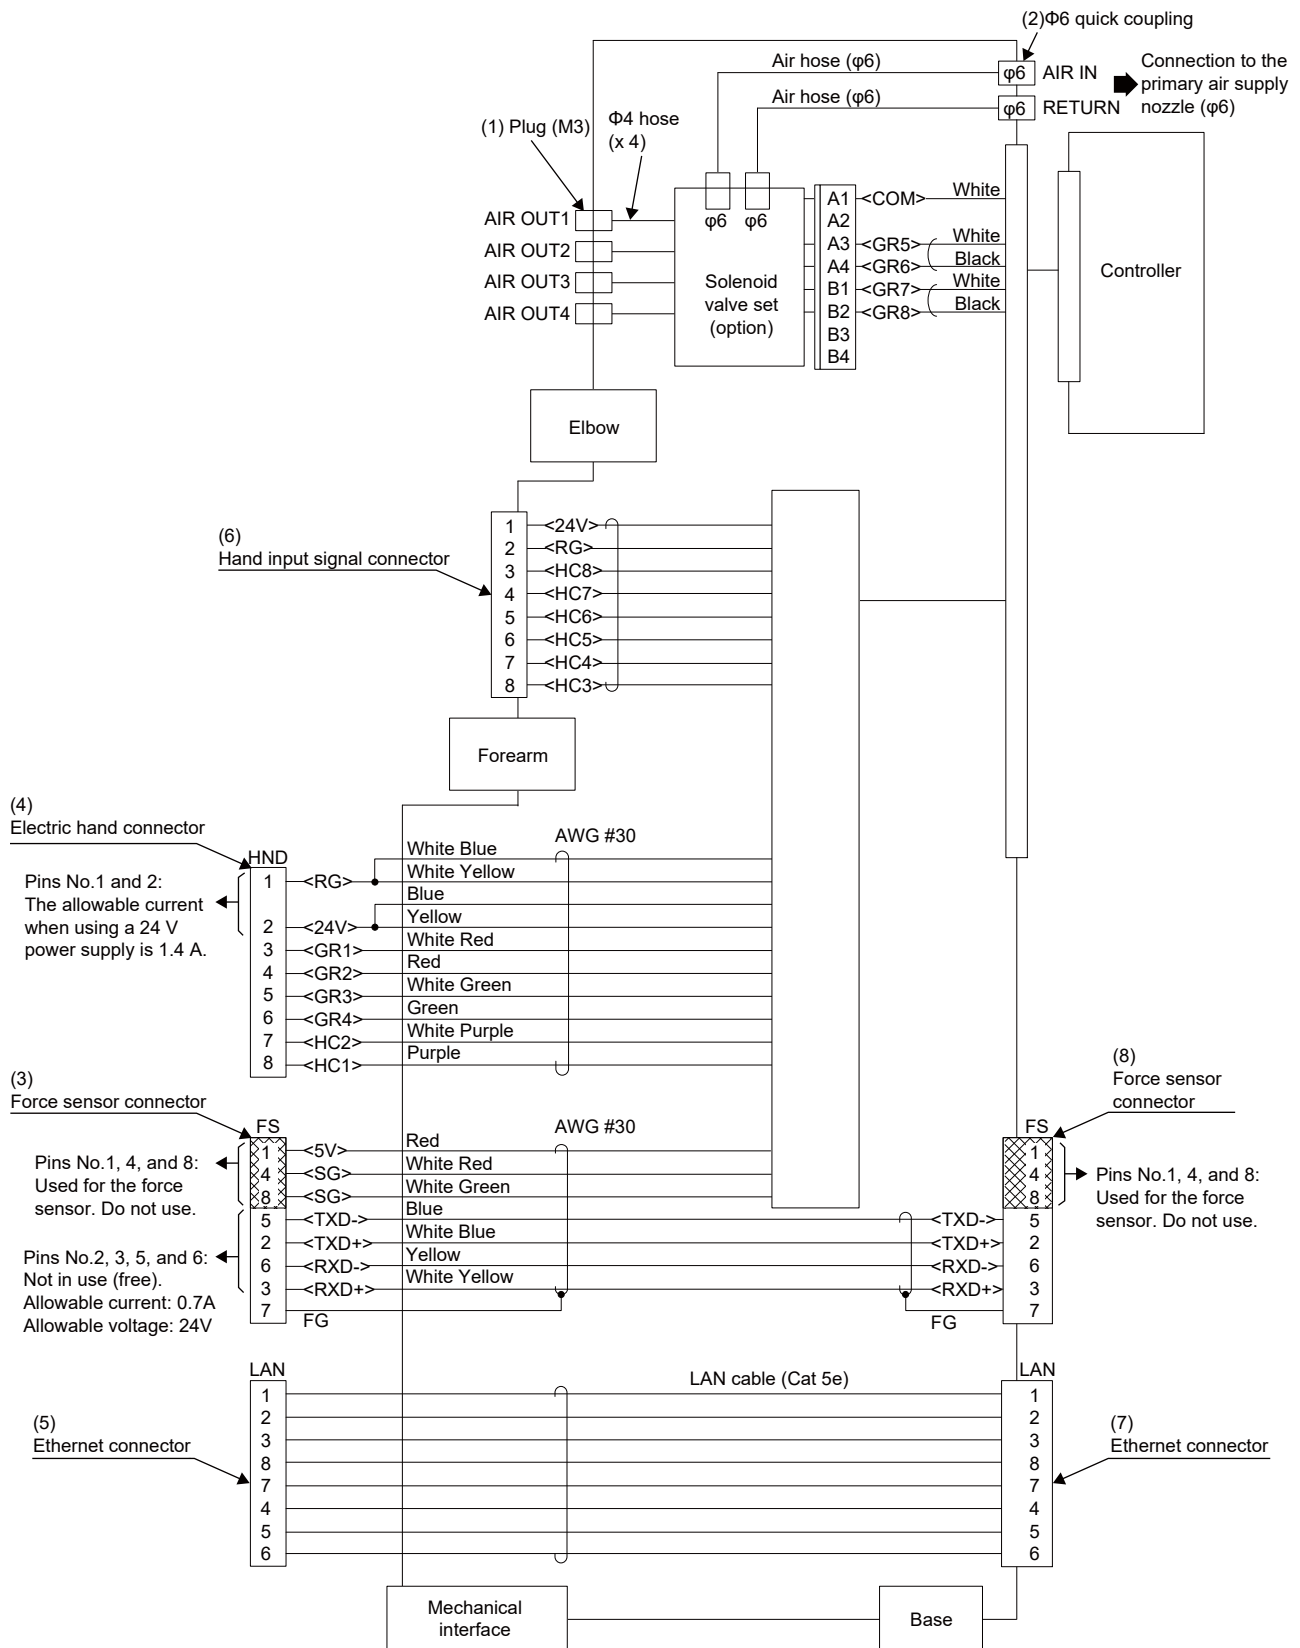 (2)Φ6 quick coupling
Air hose (φ6)
φ6
AIR IN
Connection to the
primary air supply
nozzle (φ6)
Air hose (φ6)
φ6
RETURN
(1) Plug (M3)
Φ4 hose
(x 4)
AIR OUT1
AIR OUT2
AIR OUT3
AIR OUT4
φ6
φ6
Solenoid
valve set
(option)
A1 <COM> White
A2
A3 <GR5> White
A4 <GR6> Black
B1 <GR7> White
B2 <GR8> Black
B3
B4
Controller
Elbow
(6)
Hand input signal connector
1 <24V>
2 <RG>
3 <HC8>
4 <HC7>
5 <HC6>
6 <HC5>
7 <HC4>
8 <HC3>
Forearm
(4)
Electric hand connector
HND
AWG #30
Pins No.1 and 2:
The allowable current
when using a 24 V
power supply is 1.4 A.
White Blue
1 <RG> White Yellow
Blue
2 <24V> Yellow
3 <GR1> White Red
4 <GR2> Red
5 <GR3> White Green
6 <GR4> Green
7 <HC2> White Purple
8 <HC1> Purple
(3)
Force sensor connector
FS
AWG #30
Pins No.1, 4, and 8:
Used for the force
sensor. Do not use.
Pins No.2, 3, 5, and 6:
Not in use (free).
Allowable current: 0.7A
Allowable voltage: 24V
1 <5V> Red
4 <SG> White Red
8 <SG> White Green
5 <TXD-> Blue <TXD-> 5
2 <TXD+> White Blue <TXD+> 2
6 <RXD-> Yellow <RXD-> 6
3 <RXD+> White Yellow <RXD+> 3
7 FG FG 7
(8)
Force sensor
connector
FS
1
4
8
Pins No.1, 4, and 8:
Used for the force
sensor. Do not use.
LAN
LAN cable (Cat 5e)
LAN
(5)
Ethernet connector
1 1
2 2
3 3
8 8
7 7
4 4
5 5
6 6
(7)
Ethernet connector
Mechanical
interface
Base